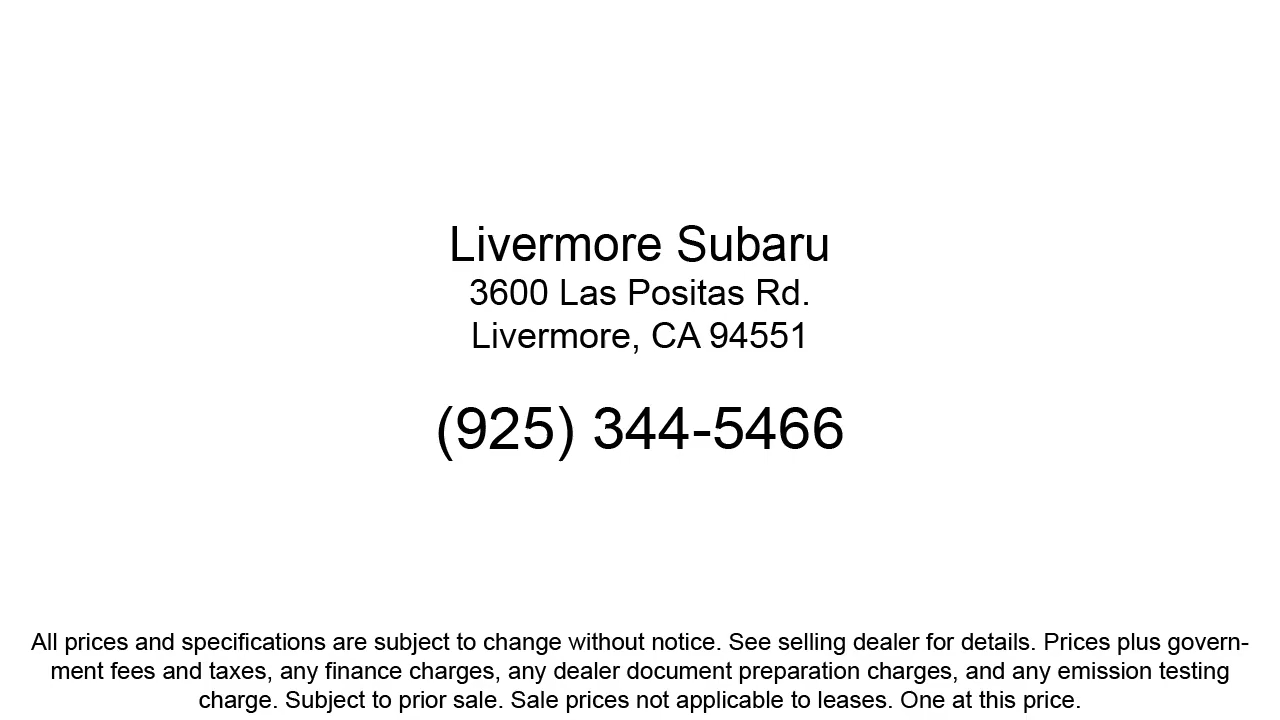 Livermore Subaru
3600 Las Positas Rd.
Livermore, CA 94551
(925) 344-5466
All prices and specifications are subject to change without notice. See selling dealer for details. Prices plus govern-
ment fees and taxes, any finance charges, any dealer document preparation charges, and any emission testing
charge. Subject to prior sale. Sale prices not applicable to leases. One at this price.